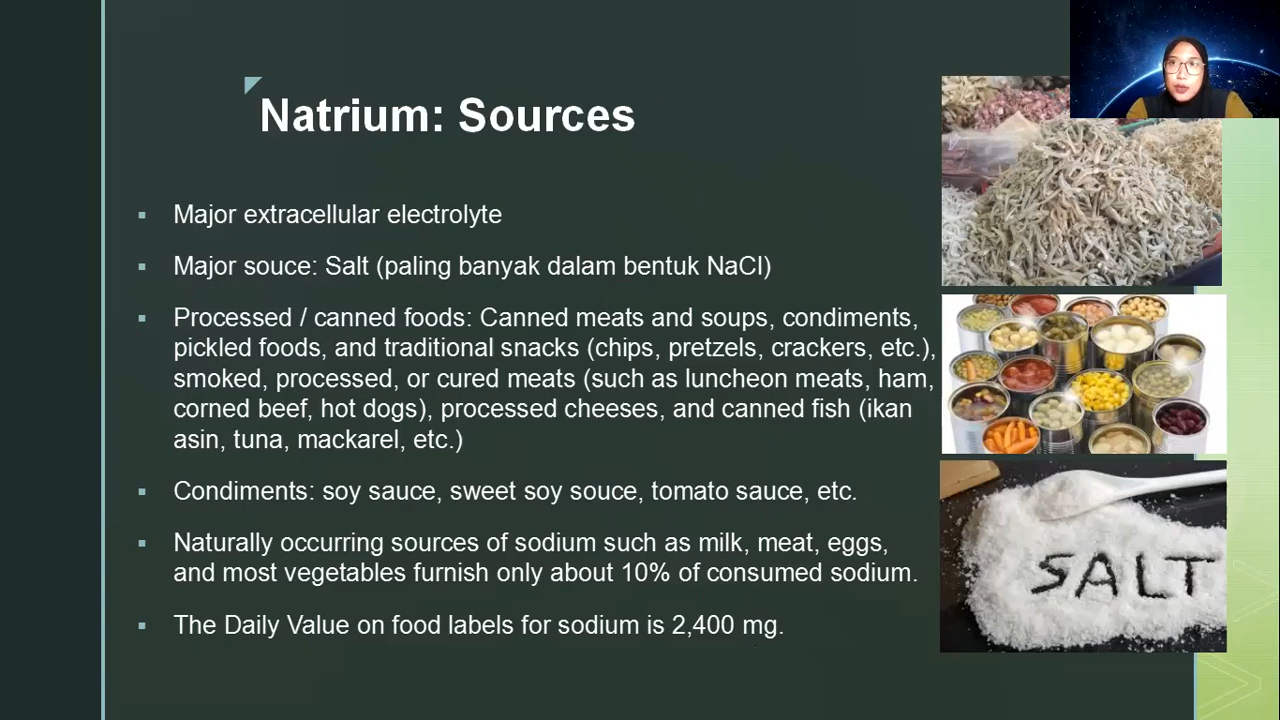 Natrium: Sources
Major extracellular electrolyte
Major souce: Salt (paling banyak dalam bentuk NaCl)
Processed / canned foods: Canned meats and soups, condiments,
pickled foods, and traditional snacks (chips, pretzels, crackers, etc.),
smoked, processed, or cured meats (such as luncheon meats, ham,
corned beef, hot dogs), processed cheeses, and canned fish (ikan
asin, tuna, mackarel, etc.)
Condiments: soy sauce, sweet soy souce, tomato sauce, etc.
Naturally occurring sources of sodium such as milk, meat, eggs,
and most vegetables furnish only about 10% of consumed sodium.
The Daily Value on food labels for sodium is 2,400 mg.
SALT